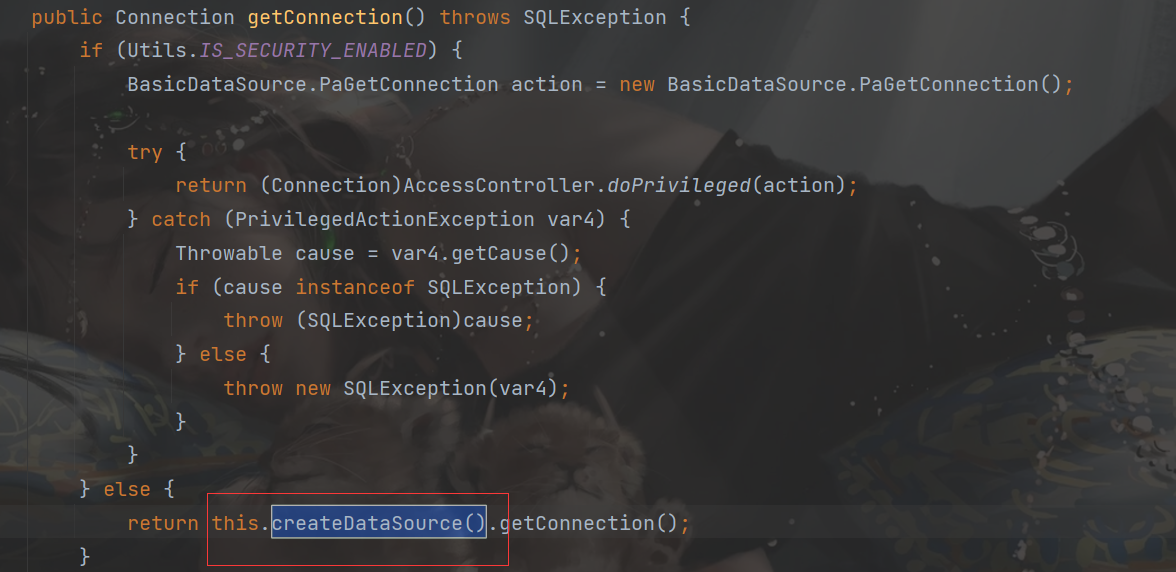 public Connection getConnection() throws SQLException {
    if (Utils.IS_SECURITY_ENABLED) {
        BasicDataSource.PaGetConnection action = new BasicDataSource.PaGetConnection();

        try {
            return (Connection)AccessController.doPrivileged(action);
        } catch (PrivilegedActionException var4) {
            Throwable cause = var4.getCause();
            if (cause instanceof SQLException) {
                throw (SQLException)cause;
            } else {
                throw new SQLException(var4);
            }
        }
    } else {
        return this.createDataSource().getConnection();
    }